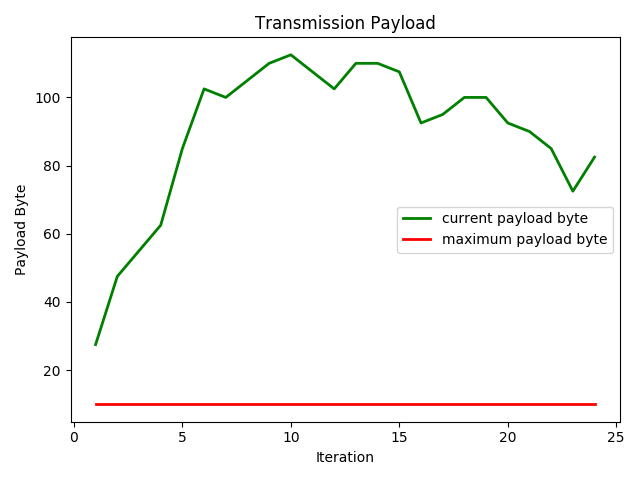 Transmission Payload
Payload Byte
100
80
60
40
20
current payload byte
maximum payload byte
0
5
10
15
20
25
Iteration